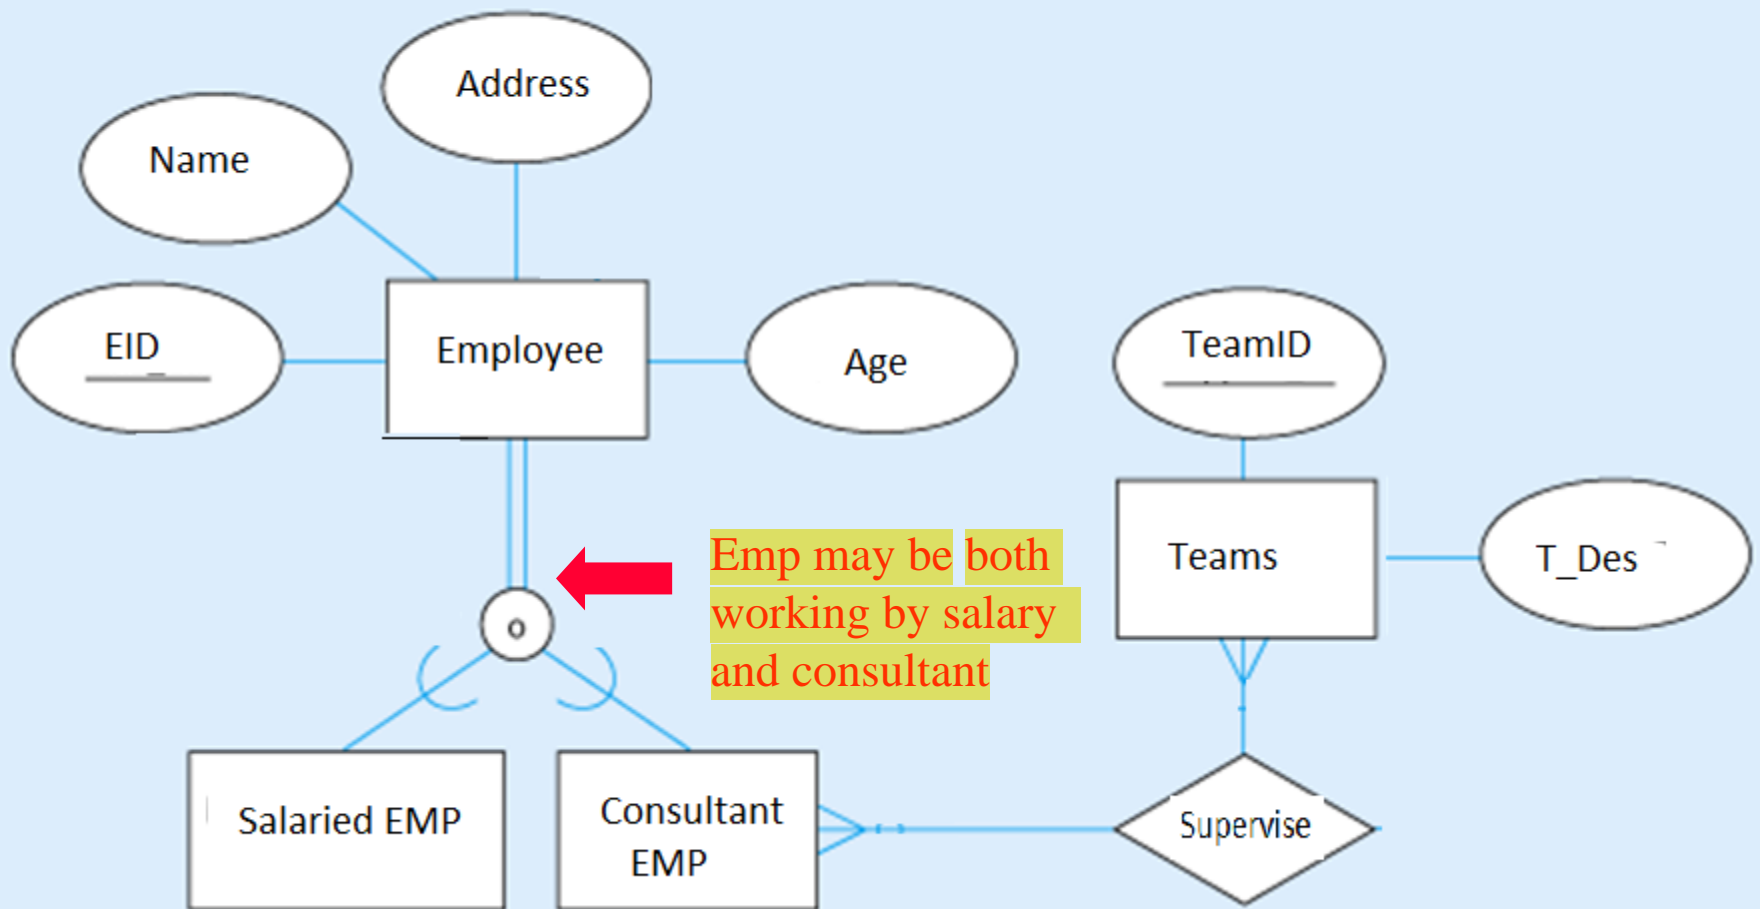 Address
Name
EID
Employee
Age
TeamID
Teams
T_Des
Emp may be both
working by salary
and consultant
o
Salaried EMP
Consultant
EMP
Supervise